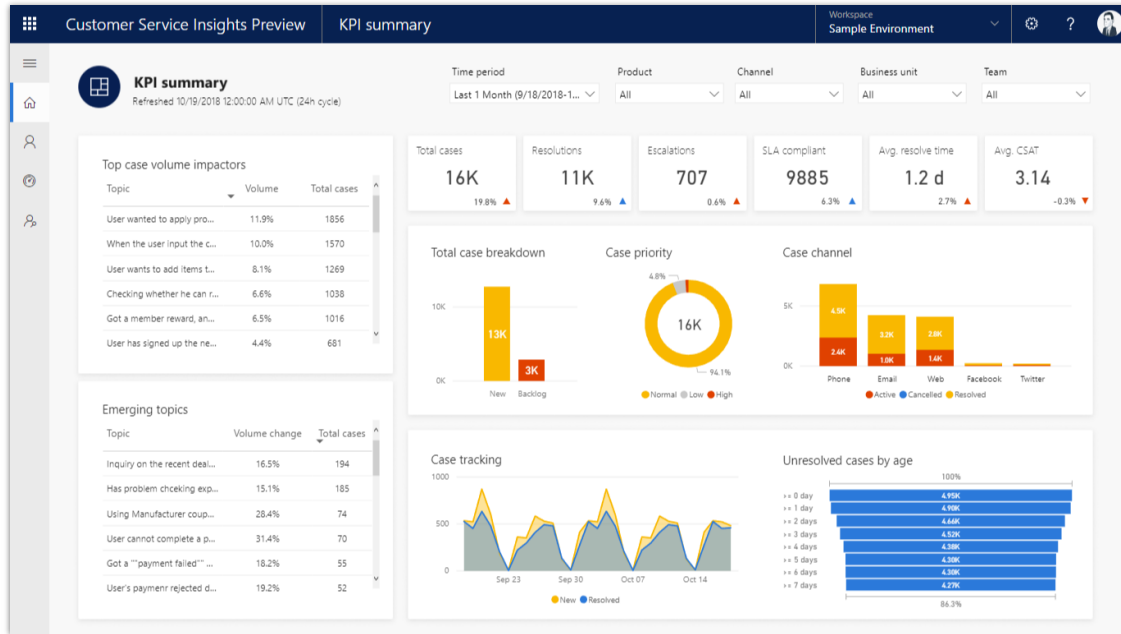 Customer Service Insights Preview
KPI summary
Workspace
Sample Environment
?
KPI summary
Refreshed 10/19/2018 12:00:00 AM UTC (24h cycle)
Time period
Last 1 Month (9/18/2018-1...
Product
All
Channel
All
Business unit
All
Team
All
Top case volume impactors
Topic Volume Total cases
User wanted to apply pro... 11.9% 1856
When the user input the c... 10.0% 1570
User wants to add items t... 8.1% 1269
Checking whether he can r... 6.6% 1038
Got a member reward, an... 6.5% 1016
User has signed up the ne... 4.4% 681
Total cases
16K
19.8%
Resolutions
11K
9.6%
Escalations
707
0.6%
SLA compliant
9885
6.3%
Avg. resolve time
1.2 d
2.7%
Avg. CSAT
3.14
-0.3%
Total case breakdown
10K
0K
13K
3K
New Backlog
Case priority
4.8%
16K
94.1%
Normal Low High
Case channel
5K
0K
4.5K
2.4K
3.2K
1.0K
2.8K
1.4K
Phone Email Web Facebook Twitter
Active Cancelled Resolved
Emerging topics
Topic Volume change Total cases
Inquiry on the recent deal... 16.5% 194
Has problem chceking exp... 15.1% 185
Using Manufacturer coup... 28.4% 74
User cannot complete a p... 31.4% 70
Got a ""payment failed"" ... 18.2% 55
User's paymenr rejected d... 19.2% 52
Case tracking
1000
500
0
Sep 23 Sep 30 Oct 07 Oct 14
New Resolved
Unresolved cases by age
100%
>= 0 day 4.95K
>= 1 day 4.90K
>= 2 days 4.66K
>= 3 days 4.52K
>= 4 days 4.38K
>= 5 days 4.30K
>= 6 days 4.30K
>= 7 days 4.27K
86.3%